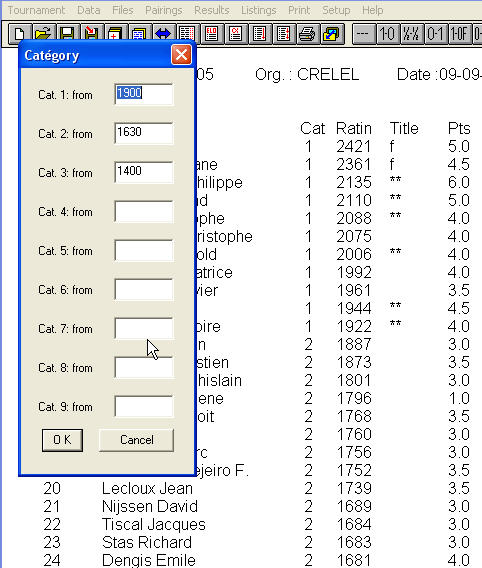 Tournament Data Files Pairings Results Listings Print Setup Help
--- 1-0 ½-½ 0-1 1-0F 0-
Catégory
05 Org. : CRELEL Date :09-09-
Cat. 1: from 1900
Cat. 2: from 1630
Cat. 3: from 1400
Cat. 4: from
Cat. 5: from
Cat. 6: from
Cat. 7: from
Cat. 8: from
Cat. 9: from
O K Cancel
Cat Ratin Title Pts
1 2421 f 5.0
ane 1 2361 f 4.5
hilippe 1 2135 ** 6.0
d 1 2110 ** 5.0
ophe 1 2088 ** 4.0
ristophe 1 2075 4.0
old 1 2006 ** 4.0
atrice 1 1992 4.0
vier 1 1961 3.5
1 1944 ** 4.5
oire 1 1922 ** 4.0
n 2 1887 3.0
stien 2 1873 3.5
hislain 2 1801 3.0
ene 2 1796 1.0
oit 2 1768 3.5
2 1760 3.0
rc 2 1756 3.0
ejeiro F. 2 1752 3.5
20 Lecloux Jean 2 1739 3.5
21 Nijssen David 2 1689 3.0
22 Tiscal Jacques 2 1684 3.0
23 Stas Richard 2 1683 3.0
24 Dengis Emile 2 1681 4.0